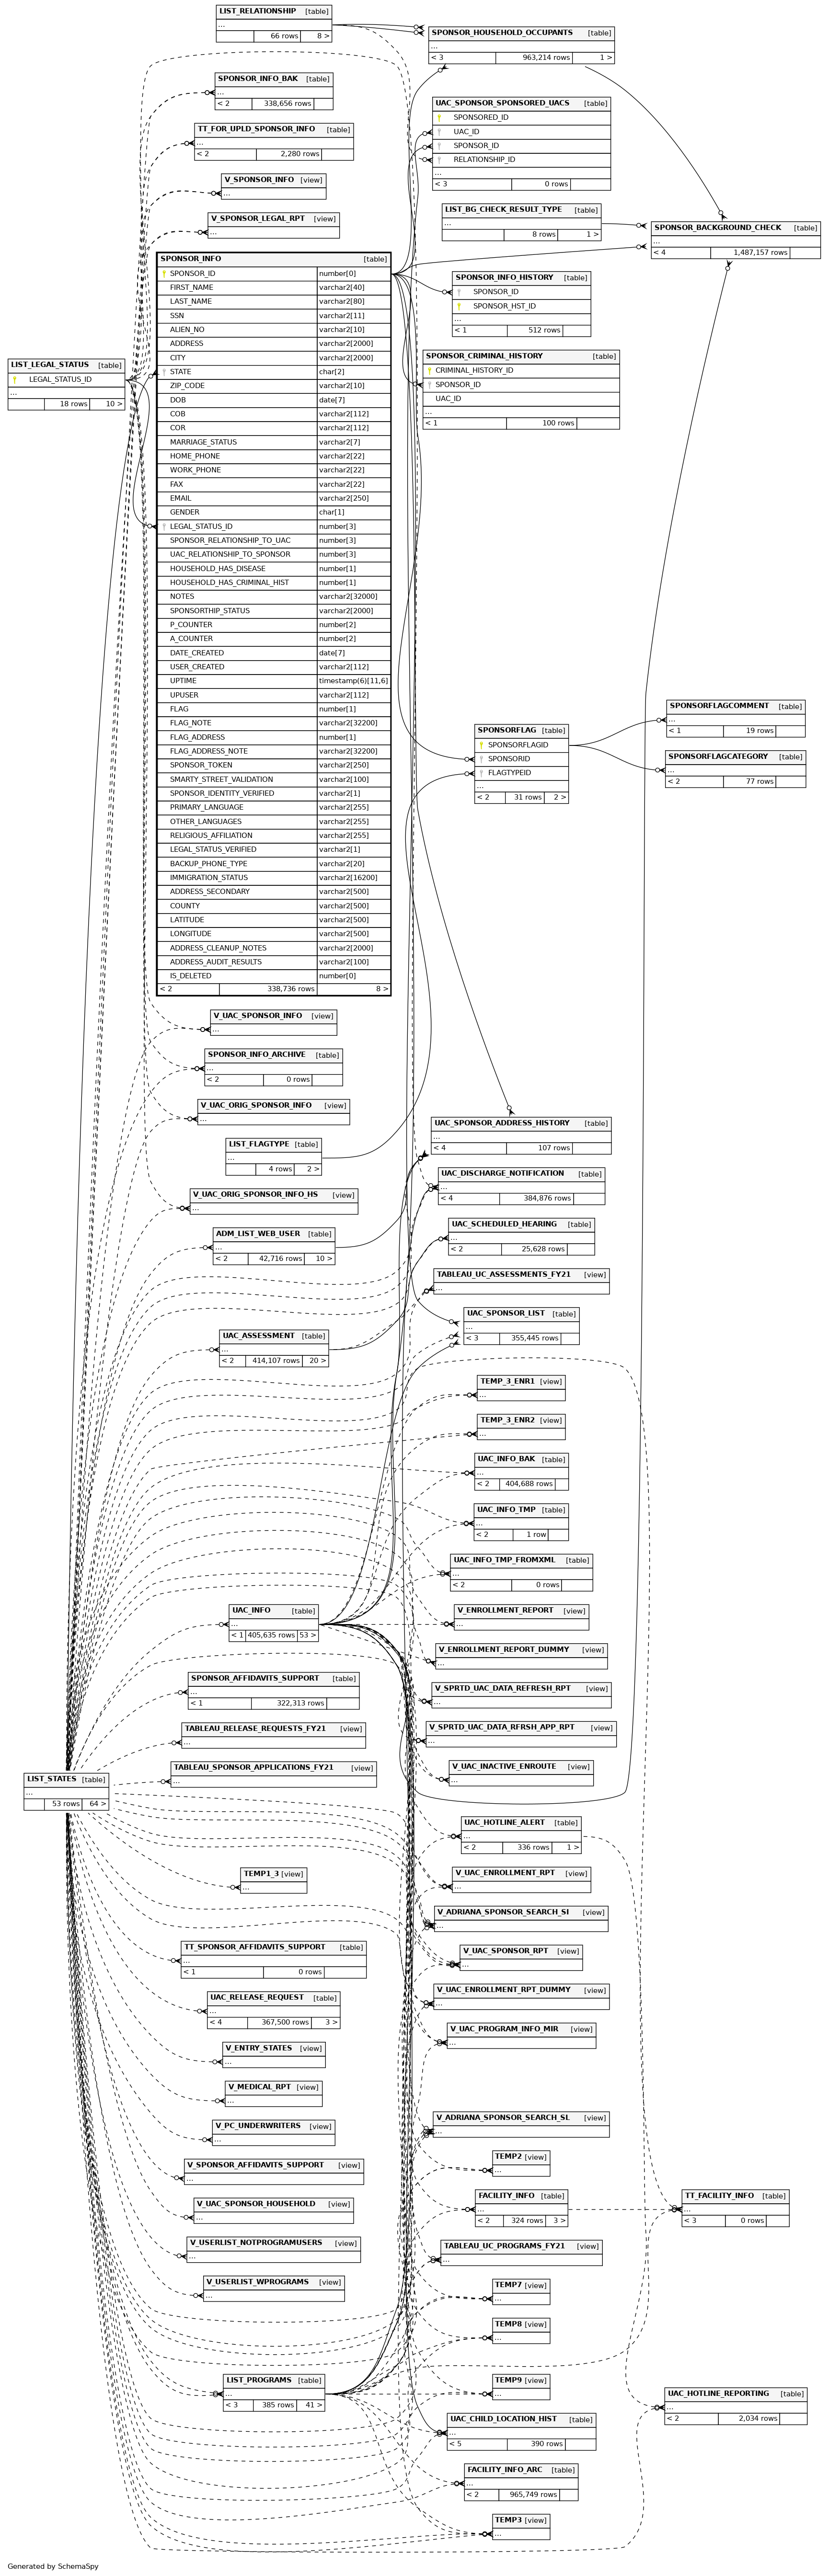 LIST_RELATIONSHIP [table]
...
66 rows 8 >
SPONSOR_HOUSEHOLD_OCCUPANTS [table]
...
< 3 963,214 rows 1 >
SPONSOR_INFO_BAK [table]
...
< 2 338,656 rows
UAC_SPONSOR_SPONSORED_UACS [table]
SPONSORED_ID
UAC_ID
SPONSOR_ID
RELATIONSHIP_ID
...
< 3 0 rows
TT_FOR_UPLD_SPONSOR_INFO [table]
...
< 2 2,280 rows
V_SPONSOR_INFO [view]
...
LIST_BG_CHECK_RESULT_TYPE [table]
...
8 rows 1 >
V_SPONSOR_LEGAL_RPT [view]
...
SPONSOR_BACKGROUND_CHECK [table]
...
< 4 1,487,157 rows
SPONSOR_INFO [table]
SPONSOR_ID number[0]
FIRST_NAME varchar2[40]
LAST_NAME varchar2[80]
SSN varchar2[11]
ALIEN_NO varchar2[10]
ADDRESS varchar2[2000]
CITY varchar2[2000]
STATE char[2]
ZIP_CODE varchar2[10]
DOB date[7]
COB varchar2[112]
COR varchar2[112]
MARRIAGE_STATUS varchar2[7]
HOME_PHONE varchar2[22]
WORK_PHONE varchar2[22]
FAX varchar2[22]
EMAIL varchar2[250]
GENDER char[1]
LEGAL_STATUS_ID number[3]
SPONSOR_RELATIONSHIP_TO_UAC number[3]
UAC_RELATIONSHIP_TO_SPONSOR number[3]
HOUSEHOLD_HAS_DISEASE number[1]
HOUSEHOLD_HAS_CRIMINAL_HIST number[1]
NOTES varchar2[32000]
SPONSORTHIP_STATUS varchar2[2000]
P_COUNTER number[2]
A_COUNTER number[2]
DATE_CREATED date[7]
USER_CREATED varchar2[112]
UPTIME timestamp(6)[11,6]
UPUSER varchar2[112]
FLAG number[1]
FLAG_NOTE varchar2[32200]
FLAG_ADDRESS number[1]
FLAG_ADDRESS_NOTE varchar2[32200]
SPONSOR_TOKEN varchar2[250]
SMARTY_STREET_VALIDATION varchar2[100]
SPONSOR_IDENTITY_VERIFIED varchar2[1]
PRIMARY_LANGUAGE varchar2[255]
OTHER_LANGUAGES varchar2[255]
RELIGIOUS_AFFILIATION varchar2[255]
LEGAL_STATUS_VERIFIED varchar2[1]
BACKUP_PHONE_TYPE varchar2[20]
IMMIGRATION_STATUS varchar2[16200]
ADDRESS_SECONDARY varchar2[500]
COUNTY varchar2[500]
LATITUDE varchar2[500]
LONGITUDE varchar2[500]
ADDRESS_CLEANUP_NOTES varchar2[2000]
ADDRESS_AUDIT_RESULTS varchar2[100]
IS_DELETED number[0]
< 2 338,736 rows 8 >
SPONSOR_INFO_HISTORY [table]
SPONSOR_ID
SPONSOR_HST_ID
...
< 1 512 rows
SPONSOR_CRIMINAL_HISTORY [table]
CRIMINAL_HISTORY_ID
SPONSOR_ID
UAC_ID
...
< 1 100 rows
LIST_LEGAL_STATUS [table]
LEGAL_STATUS_ID
...
18 rows 10 >
SPONSORFLAG [table]
SPONSORFLAGID
SPONSORID
FLAGTYPEID
...
< 2 31 rows 2 >
SPONSORFLAGCOMMENT [table]
...
< 1 19 rows
SPONSORFLAGCATEGORY [table]
...
< 2 77 rows
V_UAC_SPONSOR_INFO [view]
...
SPONSOR_INFO_ARCHIVE [table]
...
< 2 0 rows
V_UAC_ORIG_SPONSOR_INFO [view]
...
UAC_SPONSOR_ADDRESS_HISTORY [table]
...
< 4 107 rows
LIST_FLAGTYPE [table]
...
4 rows 2 >
UAC_DISCHARGE_NOTIFICATION [table]
...
< 4 384,876 rows
V_UAC_ORIG_SPONSOR_INFO_HS [view]
...
UAC_SCHEDULED_HEARING [table]
...
< 2 25,628 rows
ADM_LIST_WEB_USER [table]
...
< 2 42,716 rows 10 >
TABLEAU_UC_ASSESSMENTS_FY21 [view]
...
UAC_SPONSOR_LIST [table]
...
< 3 355,445 rows
UAC_ASSESSMENT [table]
...
< 2 414,107 rows 20 >
TEMP_3_ENR1 [view]
...
TEMP_3_ENR2 [view]
...
UAC_INFO_BAK [table]
...
< 2 404,688 rows
UAC_INFO_TMP [table]
...
< 2 1 row
UAC_INFO_TMP_FROMXML [table]
...
< 2 0 rows
UAC_INFO [table]
...
< 1 405,635 rows 53 >
V_ENROLLMENT_REPORT [view]
...
V_ENROLLMENT_REPORT_DUMMY [view]
...
SPONSOR_AFFIDAVITS_SUPPORT [table]
...
< 1 322,313 rows
V_SPRTD_UAC_DATA_REFRESH_RPT [view]
...
TABLEAU_RELEASE_REQUESTS_FY21 [view]
...
V_SPRTD_UAC_DATA_RFRSH_APP_RPT [view]
...
TABLEAU_SPONSOR_APPLICATIONS_FY21 [view]
...
V_UAC_INACTIVE_ENROUTE [view]
...
LIST_STATES [table]
...
53 rows 64 >
UAC_HOTLINE_ALERT [table]
...
< 2 336 rows 1 >
TEMP1_3 [view]
...
V_UAC_ENROLLMENT_RPT [view]
...
V_ADRIANA_SPONSOR_SEARCH_SI [view]
...
TT_SPONSOR_AFFIDAVITS_SUPPORT [table]
...
< 1 0 rows
V_UAC_SPONSOR_RPT [view]
...
UAC_RELEASE_REQUEST [table]
...
< 4 367,500 rows 3 >
V_UAC_ENROLLMENT_RPT_DUMMY [view]
...
V_UAC_PROGRAM_INFO_MIR [view]
...
V_ENTRY_STATES [view]
...
V_MEDICAL_RPT [view]
...
V_PC_UNDERWRITERS [view]
...
V_ADRIANA_SPONSOR_SEARCH_SL [view]
...
V_SPONSOR_AFFIDAVITS_SUPPORT [view]
...
TEMP2 [view]
...
V_UAC_SPONSOR_HOUSEHOLD [view]
...
FACILITY_INFO [table]
...
< 2 324 rows 3 >
TT_FACILITY_INFO [table]
...
< 3 0 rows
V_USERLIST_NOTPROGRAMUSERS [view]
...
TABLEAU_UC_PROGRAMS_FY21 [view]
...
V_USERLIST_WPROGRAMS [view]
...
TEMP7 [view]
...
TEMP8 [view]
...
LIST_PROGRAMS [table]
...
< 3 385 rows 41 >
TEMP9 [view]
...
UAC_HOTLINE_REPORTING [table]
...
< 2 2,034 rows
UAC_CHILD_LOCATION_HIST [table]
...
< 5 390 rows
FACILITY_INFO_ARC [table]
...
< 2 965,749 rows
TEMP3 [view]
...
Generated by SchemaSpy